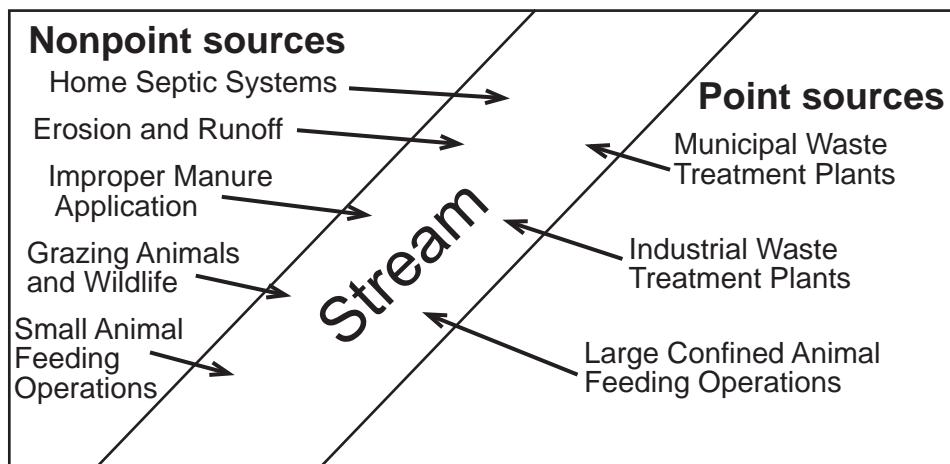 Nonpoint sources
Home Septic Systems
Erosion and Runoff
Improper Manure
Application
Grazing Animals
and Wildlife
Small Animal
Feeding
Operations
Stream
Point sources
Municipal Waste
Treatment Plants
Industrial Waste
Treatment Plants
Large Confined Animal
Feeding Operations